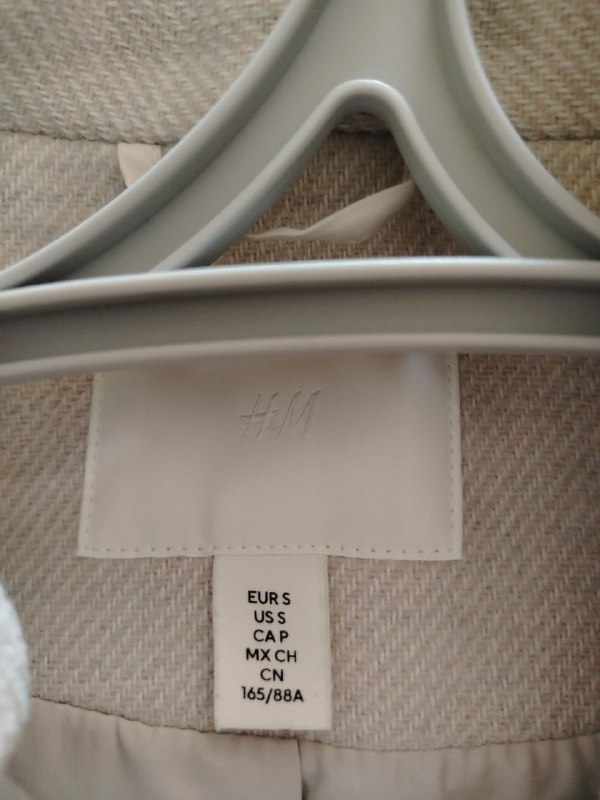 H&M
EUR S
US S
CA P
MX CH
CN
165/88A